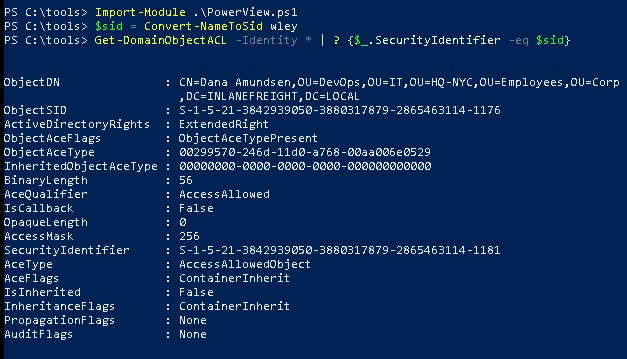 PS C:\tools> Import-Module .\PowerView.ps1
PS C:\tools> $sid = Convert-NameToSid wley
PS C:\tools> Get-DomainObjectACL -Identity * | ? {$_.SecurityIdentifier -eq $sid}
ObjectDN : CN=Dana Amundsen,OU=DevOps,OU=IT,OU=HQ-NYC,OU=Employees,OU=Corp
,DC=INLANEFREIGHT,DC=LOCAL
ObjectSID : S-1-5-21-3842939050-3880317879-2865463114-1176
ActiveDirectoryRights : ExtendedRight
ObjectAceFlags : ObjectAceTypePresent
ObjectAceType : 00299570-246d-11d0-a768-00aa006e0529
InheritedObjectAceType : 00000000-0000-0000-0000-000000000000
BinaryLength : 56
AceQualifier : AccessAllowed
IsCallback : False
OpaqueLength : 0
AccessMask : 256
SecurityIdentifier : S-1-5-21-3842939050-3880317879-2865463114-1181
AceType : AccessAllowedObject
AceFlags : ContainerInherit
IsInherited : False
InheritanceFlags : ContainerInherit
PropagationFlags : None
AuditFlags : None